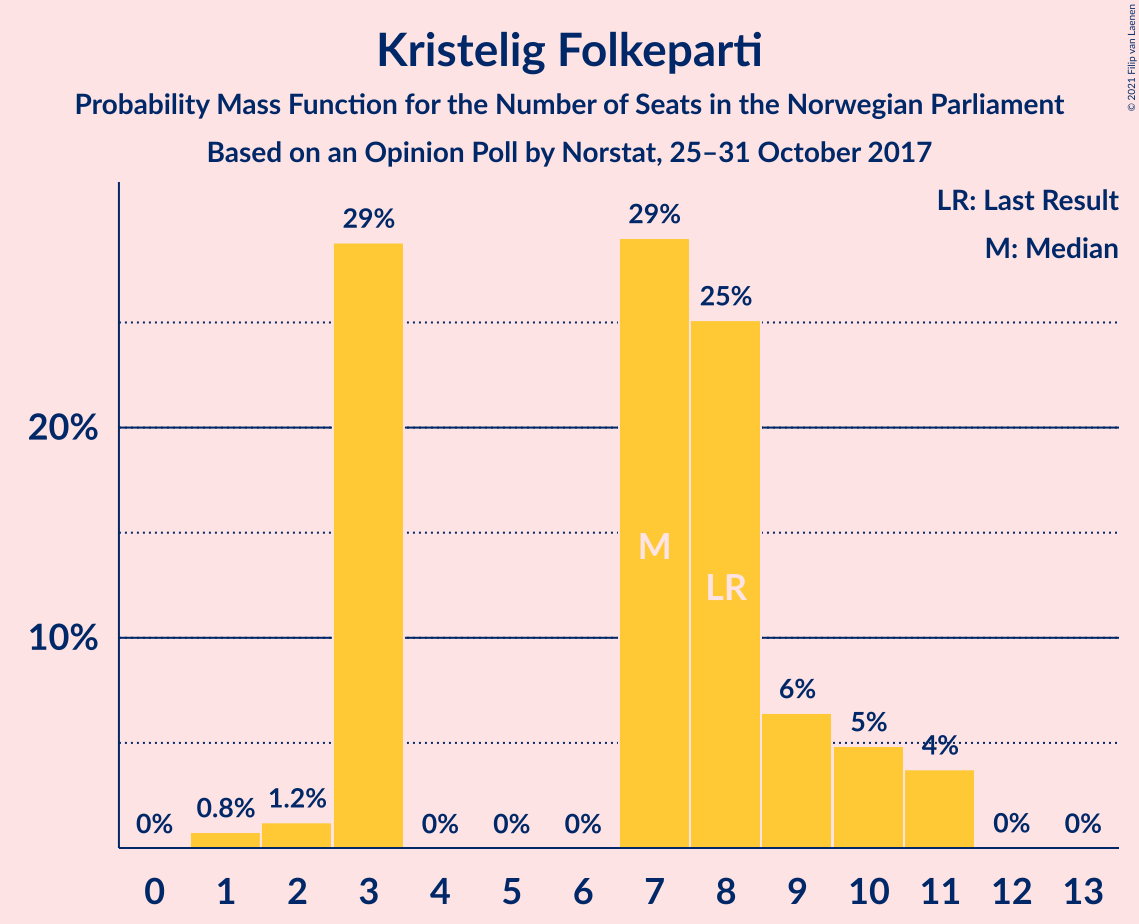 Kristelig Folkeparti
Probability Mass Function for the Number of Seats in the Norwegian Parliament
Based on an Opinion Poll by Norstat, 25–31 October 2017
© 2021 Filip van Laenen
LR: Last Result
M: Median
29%
29%
25%
20%
M
LR
10%
6%
5%
4%
0%
0.8%
1.2%
0%
0%
0%
0%
0%
0 1 2 3 4 5 6 7 8 9 10 11 12 13